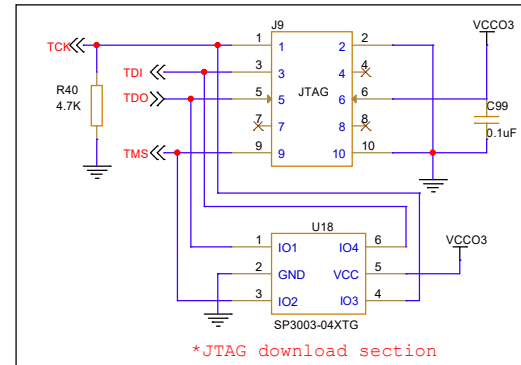 J9
VCCO3
TCK
1 1 2 2
TDI
3 3 4 4
R40
4.7K
JTAG
TDO
5 5 6 6
C99
0.1uF
7 7 8 8
TMS
9 9 10 10
U18
VCCO3
1 IO1 IO4 6
2 GND VCC 5
3 IO2 IO3 4
SP3003-04XTG
*JTAG download section